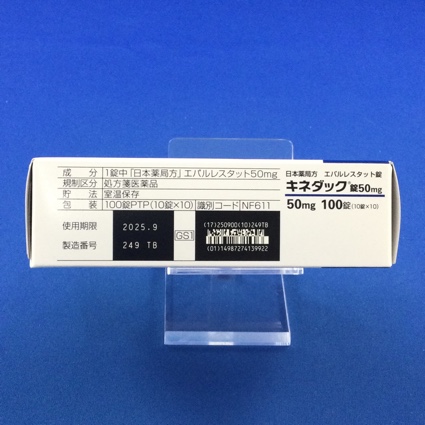 成分 1錠中「日本薬局方」エパルレスタット50mg
規制区分 処方箋医薬品
貯法 室温保存
包装 100錠PTP(10錠×10) 識別コード NF611
使用期限 2025.9
製造番号 249 TB
GS1
(17)250900(10)249TB
(01)14987274139922
日本薬局方 エパルレスタット錠
キネダック®錠50mg
50mg 100錠(10錠×10)